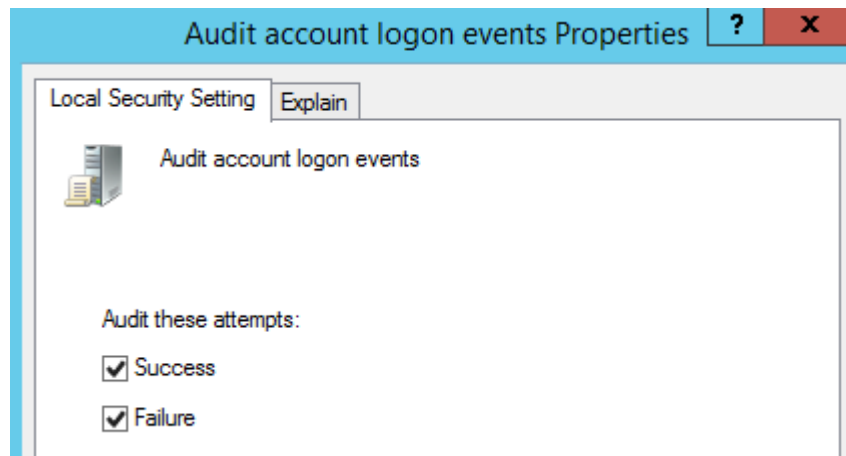 Audit account logon events Properties ? x
Local Security Setting Explain
Audit account logon events
Audit these attempts:
Success
Failure